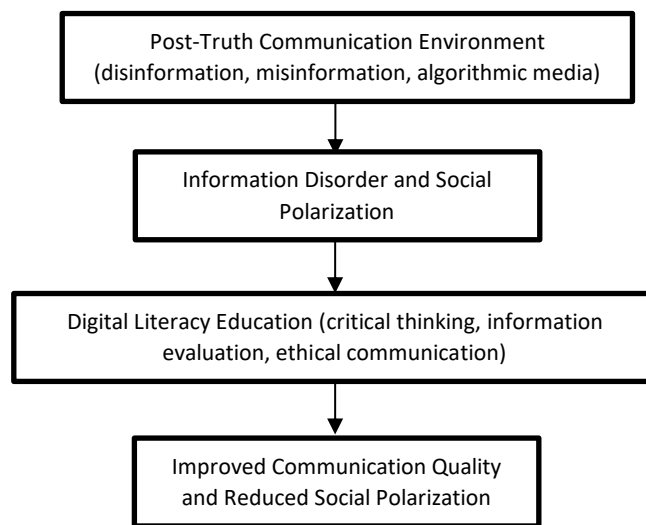 Post-Truth Communication Environment
(disinformation, misinformation, algorithmic media)
Information Disorder and Social
Polarization
Digital Literacy Education (critical thinking, information
evaluation, ethical communication)
Improved Communication Quality
and Reduced Social Polarization